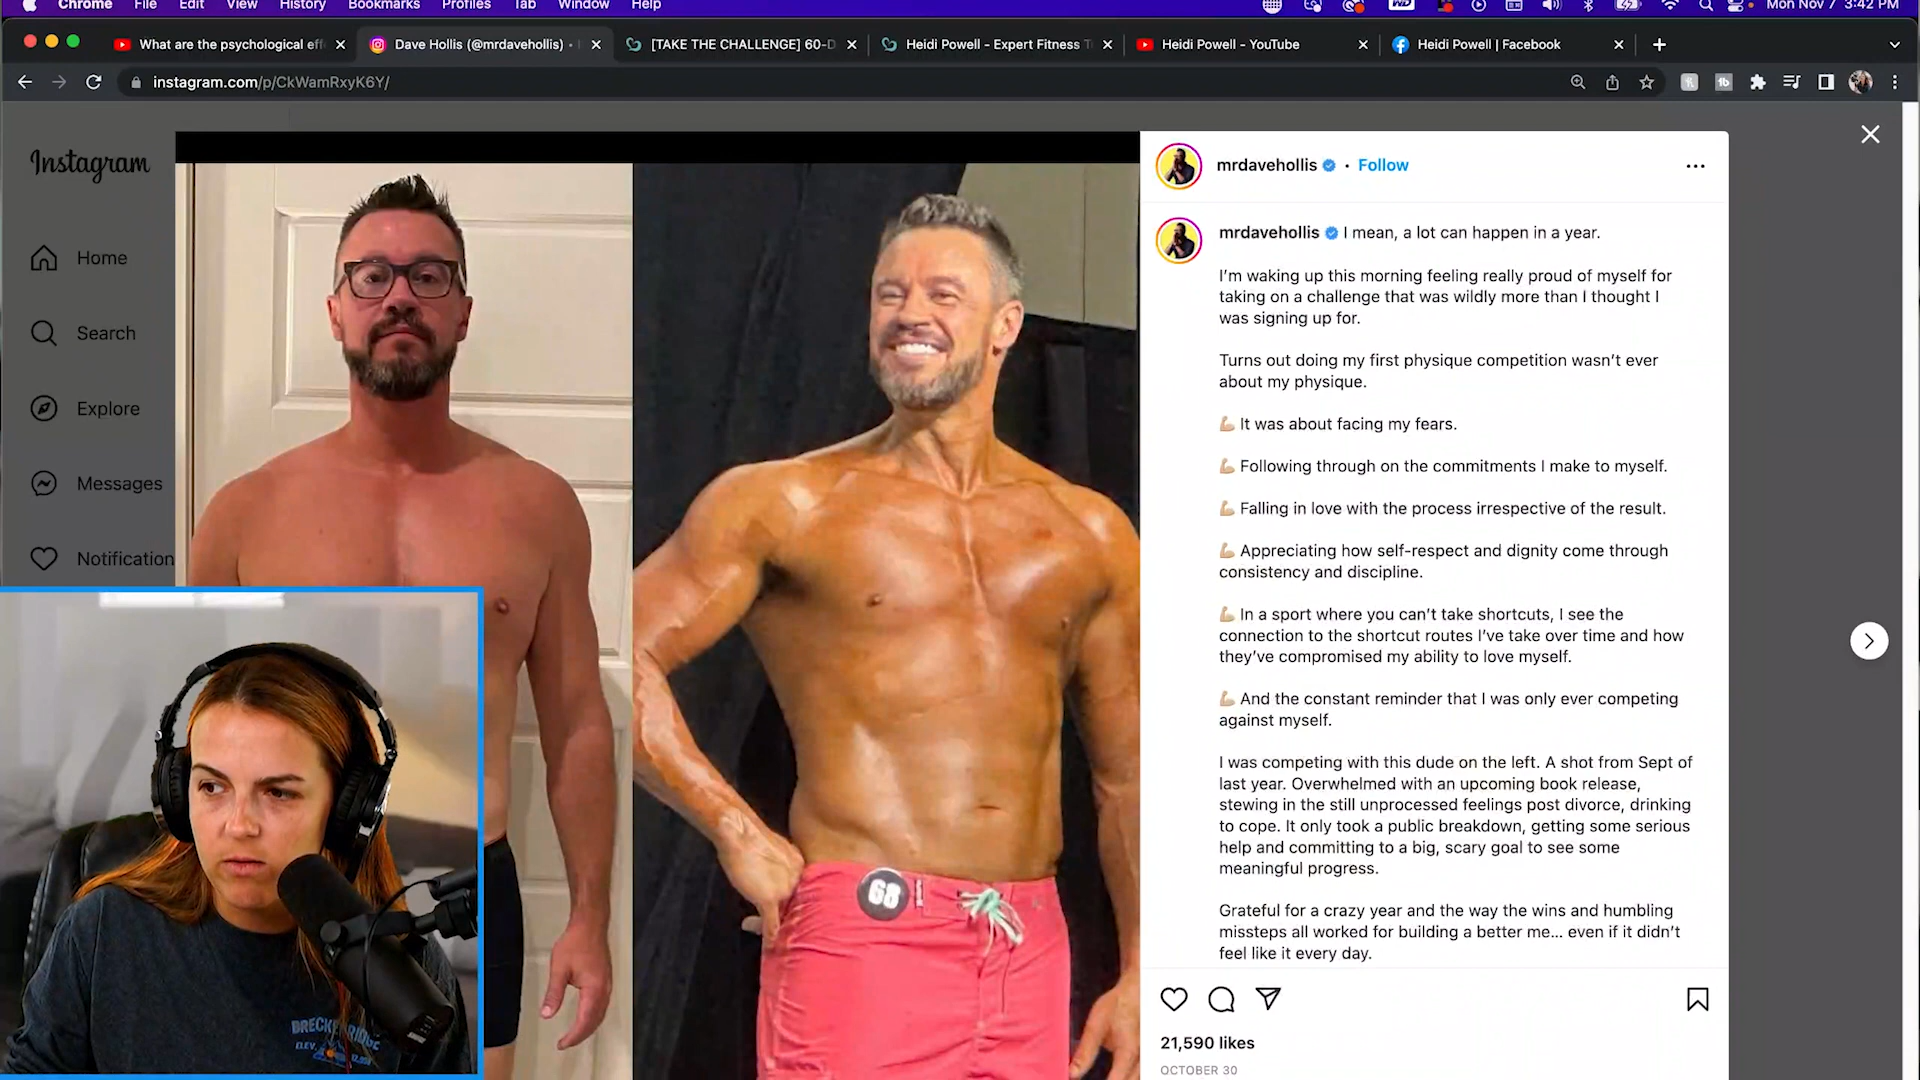 Chrome File Edit View History Bookmarks Profiles Tab Window Help Mon Nov 7 3:42 PM
What are the psychological eff
Dave Hollis (@mrdavehollis) •
[TAKE THE CHALLENGE] 60-D
Heidi Powell - Expert Fitness T
Heidi Powell - YouTube
Heidi Powell | Facebook
instagram.com/p/CkWamRxyK6Y/
Instagram
Home
Search
Explore
Messages
Notification
68
BRECKENRIDGE
ELEV.
mrdavehollis • Follow
mrdavehollis I mean, a lot can happen in a year.
I'm waking up this morning feeling really proud of myself for
taking on a challenge that was wildly more than I thought I
was signing up for.
Turns out doing my first physique competition wasn't ever
about my physique.
💪🏼 It was about facing my fears.
💪🏼 Following through on the commitments I make to myself.
💪🏼 Falling in love with the process irrespective of the result.
💪🏼 Appreciating how self-respect and dignity come through
consistency and discipline.
💪🏼 In a sport where you can't take shortcuts, I see the
connection to the shortcut routes I've take over time and how
they've compromised my ability to love myself.
💪🏼 And the constant reminder that I was only ever competing
against myself.
I was competing with this dude on the left. A shot from Sept of
last year. Overwhelmed with an upcoming book release,
stewing in the still unprocessed feelings post divorce, drinking
to cope. It only took a public breakdown, getting some serious
help and committing to a big, scary goal to see some
meaningful progress.
Grateful for a crazy year and the way the wins and humbling
missteps all worked for building a better me... even if it didn't
feel like it every day.
21,590 likes
OCTOBER 30